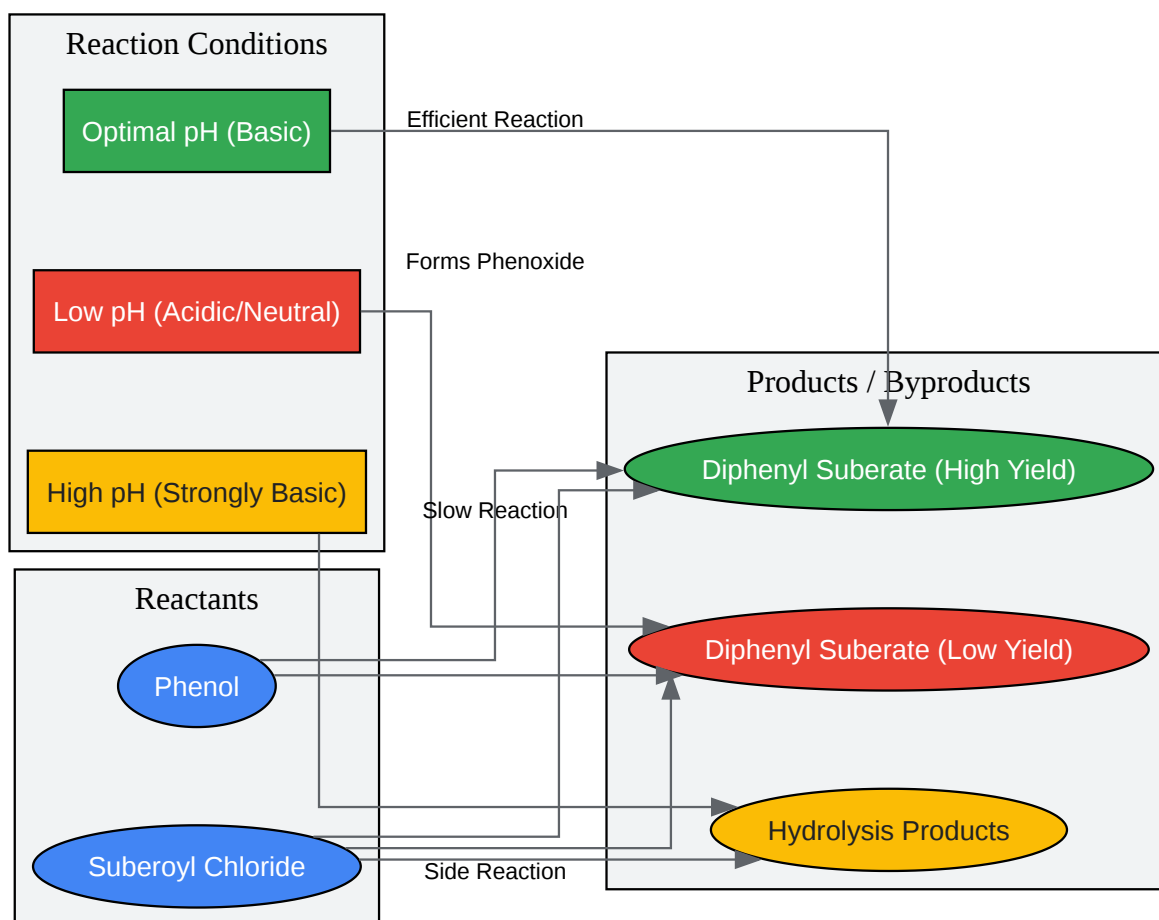 Reaction Conditions
Optimal pH (Basic)
Efficient Reaction
Forms Phenoxide
Low pH (Acidic/Neutral)
Products / Byproducts
Diphenyl Suberate (High Yield)
High pH (Strongly Basic)
Slow Reaction
Reactants
Diphenyl Suberate (Low Yield)
Phenol
Hydrolysis Products
Suberoyl Chloride
Side Reaction